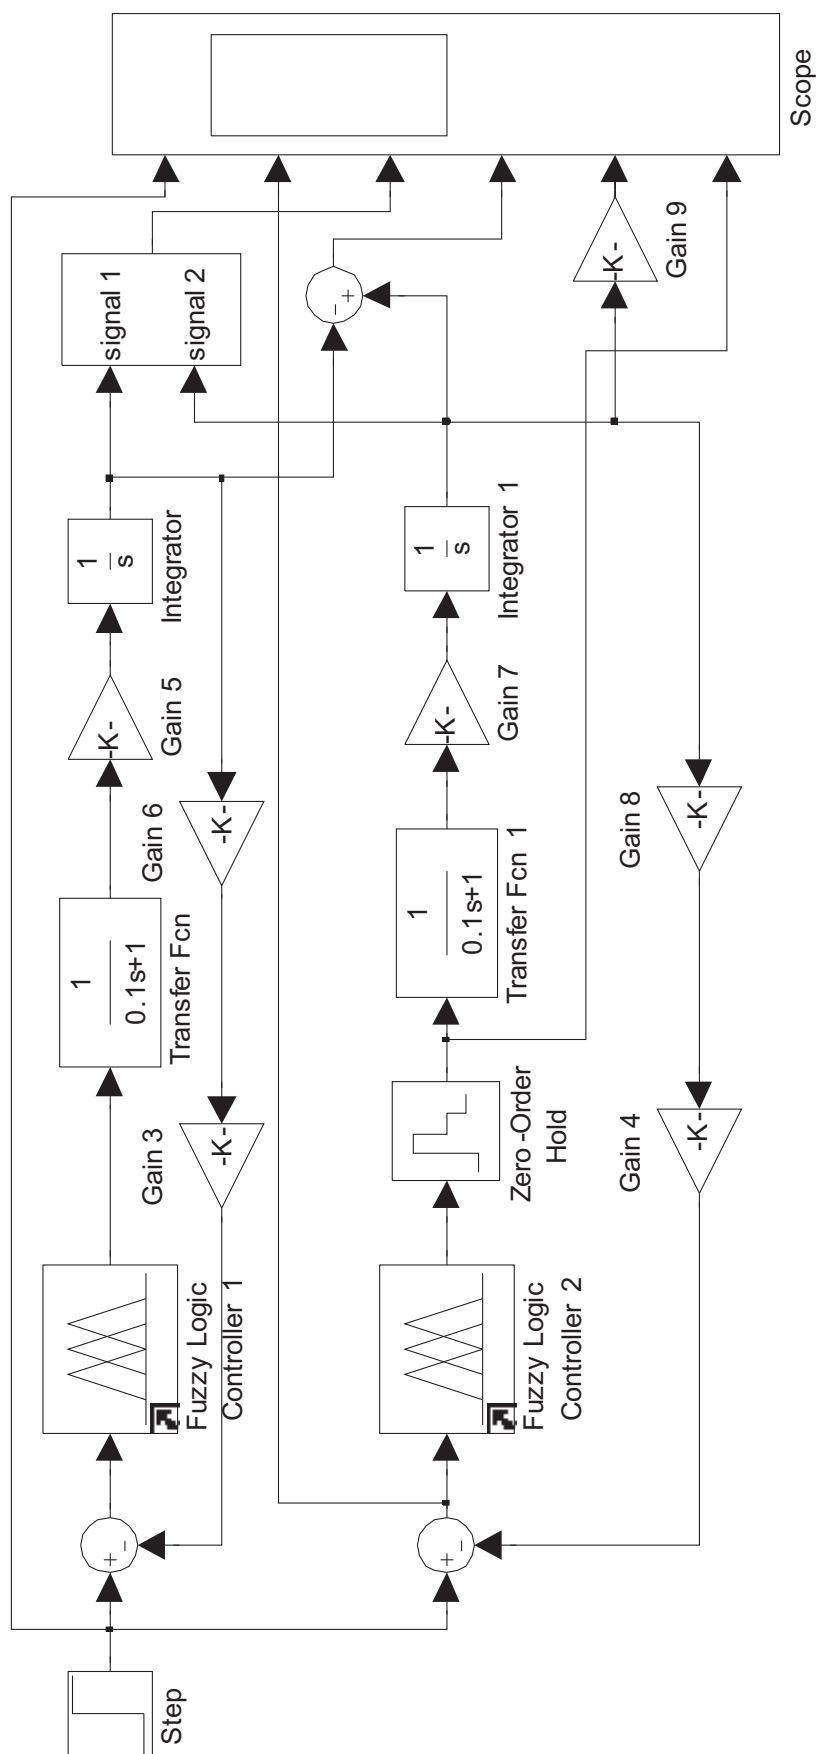 Step
+
−
Fuzzy Logic
Controller 1
1
0.1s+1
Transfer Fcn
-K-
Gain 5
1
s
Integrator
signal 1
signal 2
Gain 3
-K-
Gain 6
-K-
−
+
Scope
+
−
Fuzzy Logic
Controller 2
Zero -Order
Hold
1
0.1s+1
Transfer Fcn 1
-K-
Gain 7
1
s
Integrator 1
-K-
Gain 9
Gain 4
-K-
Gain 8
-K-